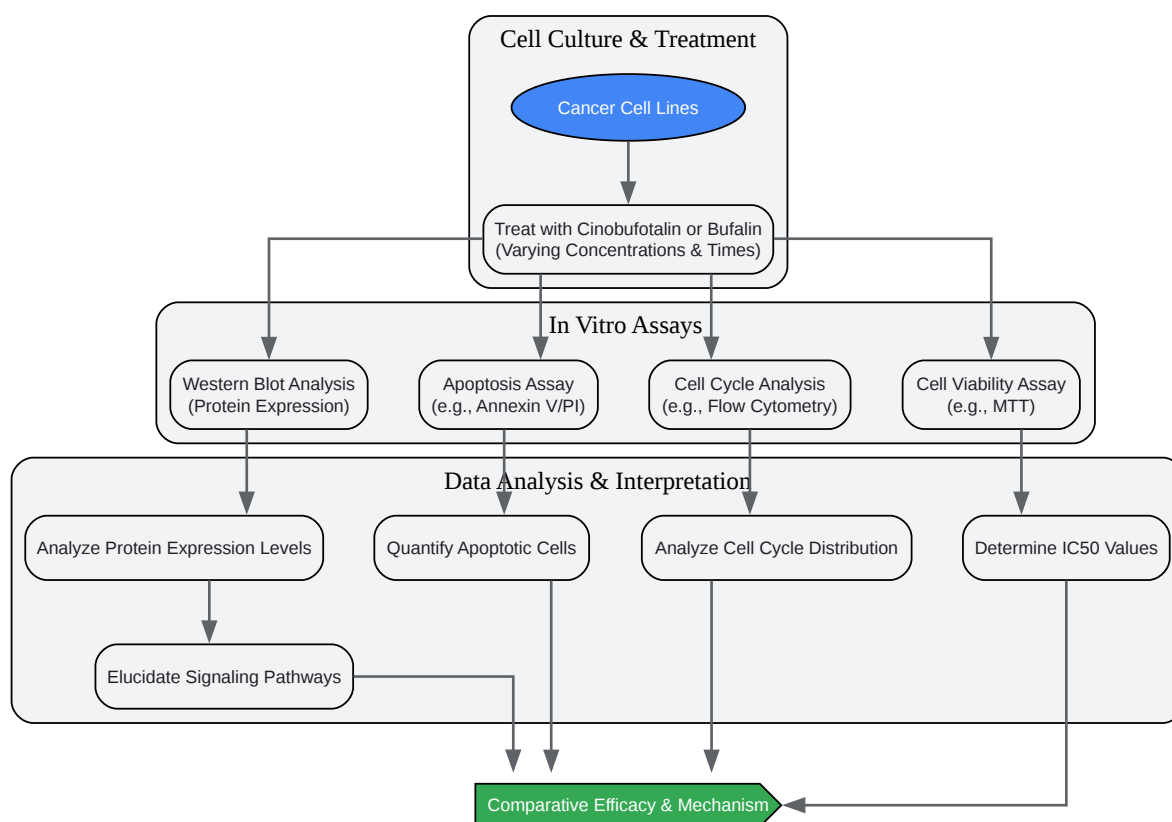 Cell Culture & Treatment
Cancer Cell Lines
Treat with Cinobufotalin or Bufalin
(Varying Concentrations & Times)
In Vitro Assays
Western Blot Analysis
(Protein Expression)
Apoptosis Assay
(e.g., Annexin V/PI)
Cell Cycle Analysis
(e.g., Flow Cytometry)
Cell Viability Assay
(e.g., MTT)
Data Analysis & Interpretation
Analyze Protein Expression Levels
Quantify Apoptotic Cells
Analyze Cell Cycle Distribution
Determine IC50 Values
Elucidate Signaling Pathways
Comparative Efficacy & Mechanism